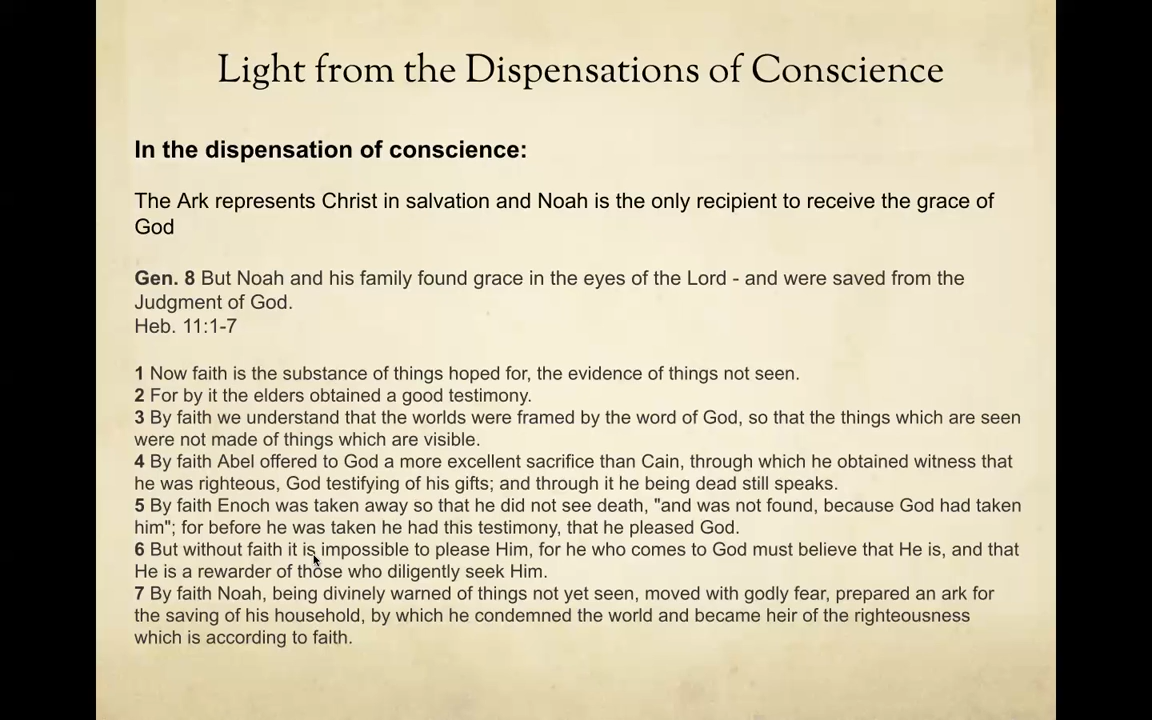 Light from the Dispensations of Conscience
In the dispensation of conscience:
The Ark represents Christ in salvation and Noah is the only recipient to receive the grace of
God
Gen. 8 But Noah and his family found grace in the eyes of the Lord - and were saved from the
Judgment of God.
Heb. 11:1-7
1 Now faith is the substance of things hoped for, the evidence of things not seen.
2 For by it the elders obtained a good testimony.
3 By faith we understand that the worlds were framed by the word of God, so that the things which are seen
were not made of things which are visible.
4 By faith Abel offered to God a more excellent sacrifice than Cain, through which he obtained witness that
he was righteous, God testifying of his gifts; and through it he being dead still speaks.
5 By faith Enoch was taken away so that he did not see death, "and was not found, because God had taken
him"; for before he was taken he had this testimony, that he pleased God.
6 But without faith it is impossible to please Him, for he who comes to God must believe that He is, and that
He is a rewarder of those who diligently seek Him.
7 By faith Noah, being divinely warned of things not yet seen, moved with godly fear, prepared an ark for
the saving of his household, by which he condemned the world and became heir of the righteousness
which is according to faith.